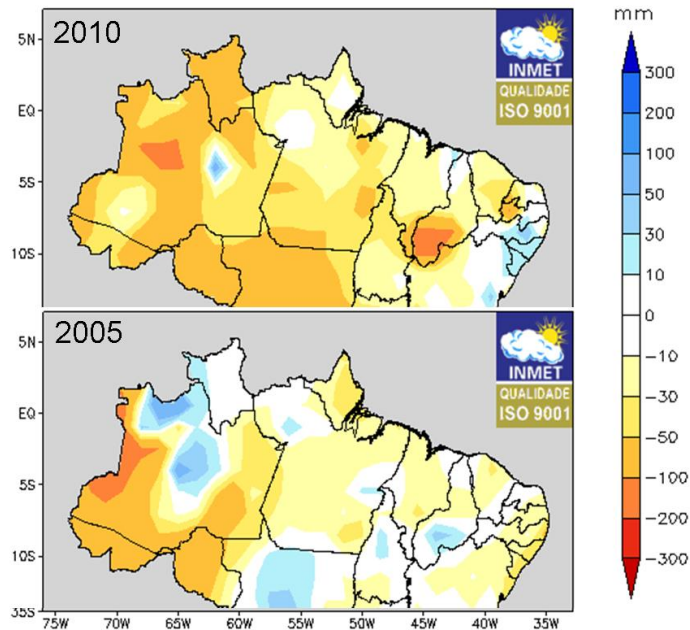 mm
2010
INMET
QUALIDADE
ISO 9001
5N
EQ
5S
10S
300
200
100
50
30
10
0
−10
−30
−50
−100
−200
−300
2005
INMET
QUALIDADE
ISO 9001
5N
EQ
5S
10S
35S
75W 70W 65W 60W 55W 50W 45W 40W 35W